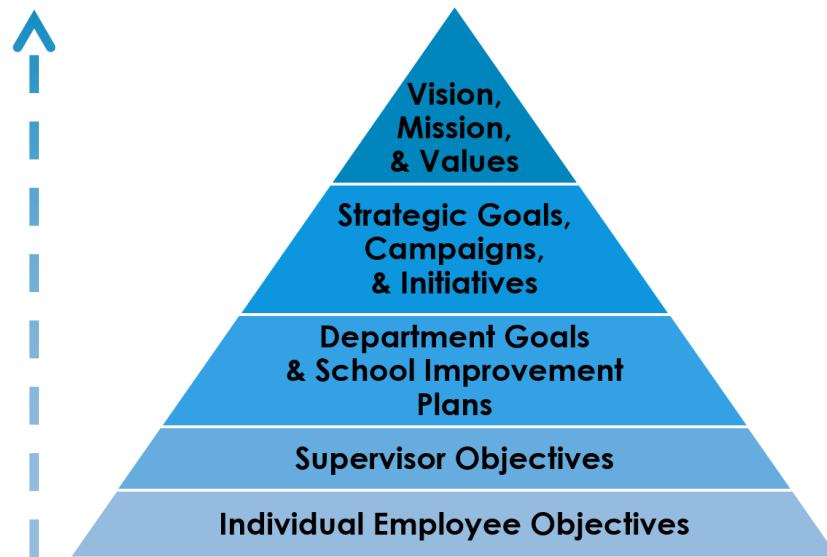 Vision,
Mission,
& Values
Strategic Goals,
Campaigns,
& Initiatives
Department Goals
& School Improvement
Plans
Supervisor Objectives
Individual Employee Objectives